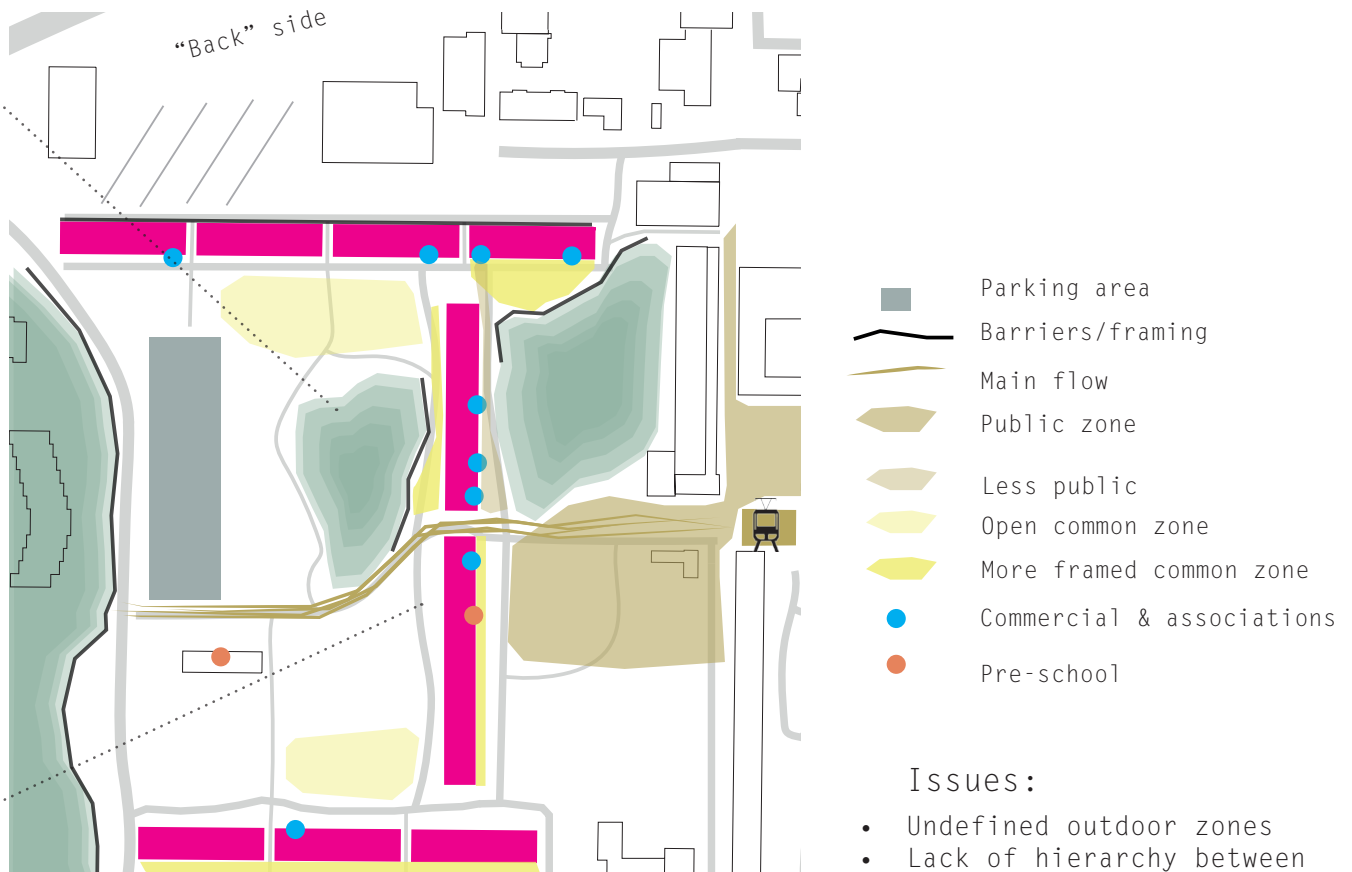 “Back” side
Parking area
Barriers/framing
Main flow
Public zone
Less public
Open common zone
More framed common zone
Commercial & associations
Pre-school
Issues:
• Undefined outdoor zones
• Lack of hierarchy between